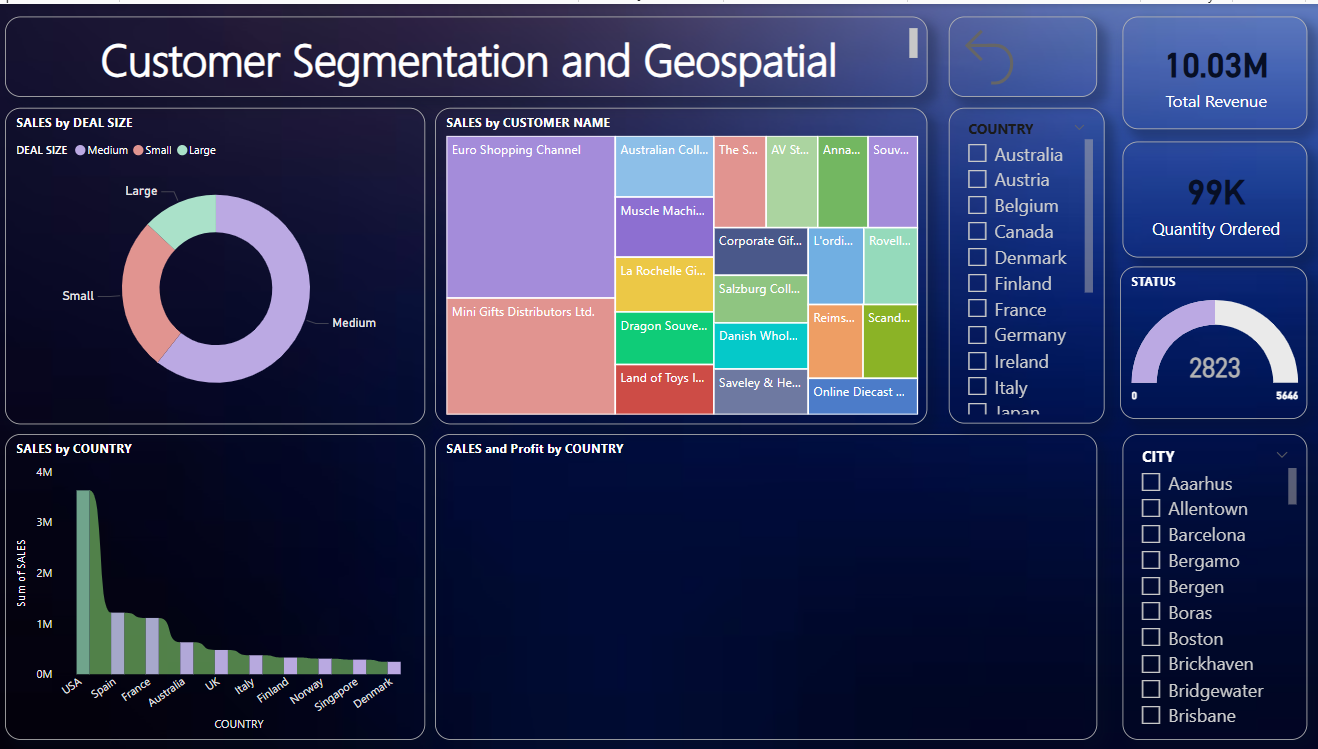 Customer Segmentation and Geospatial
10.03M
Total Revenue
99K
Quantity Ordered
STATUS
2823
0
5646
SALES by DEAL SIZE
DEAL SIZE Medium Small Large
Large
Small
Medium
SALES by CUSTOMER NAME
Euro Shopping Channel
Mini Gifts Distributors Ltd.
Australian Coll...
Muscle Machi...
La Rochelle Gi...
Dragon Souve...
Land of Toys I...
The S...
AV St...
Anna...
Souv...
Corporate Gif...
Salzburg Coll...
Danish Whol...
Saveley & He...
L'ordi...
Rovell...
Reims...
Scand...
Online Diecast ...
COUNTRY
Australia
Austria
Belgium
Canada
Denmark
Finland
France
Germany
Ireland
Italy
Japan
SALES by COUNTRY
4M
3M
2M
1M
0M
Sum of SALES
USA
Spain
France
Australia
UK
Italy
Finland
Norway
Singapore
Denmark
COUNTRY
SALES and Profit by COUNTRY
CITY
Aaarhus
Allentown
Barcelona
Bergamo
Bergen
Boras
Boston
Brickhaven
Bridgewater
Brisbane